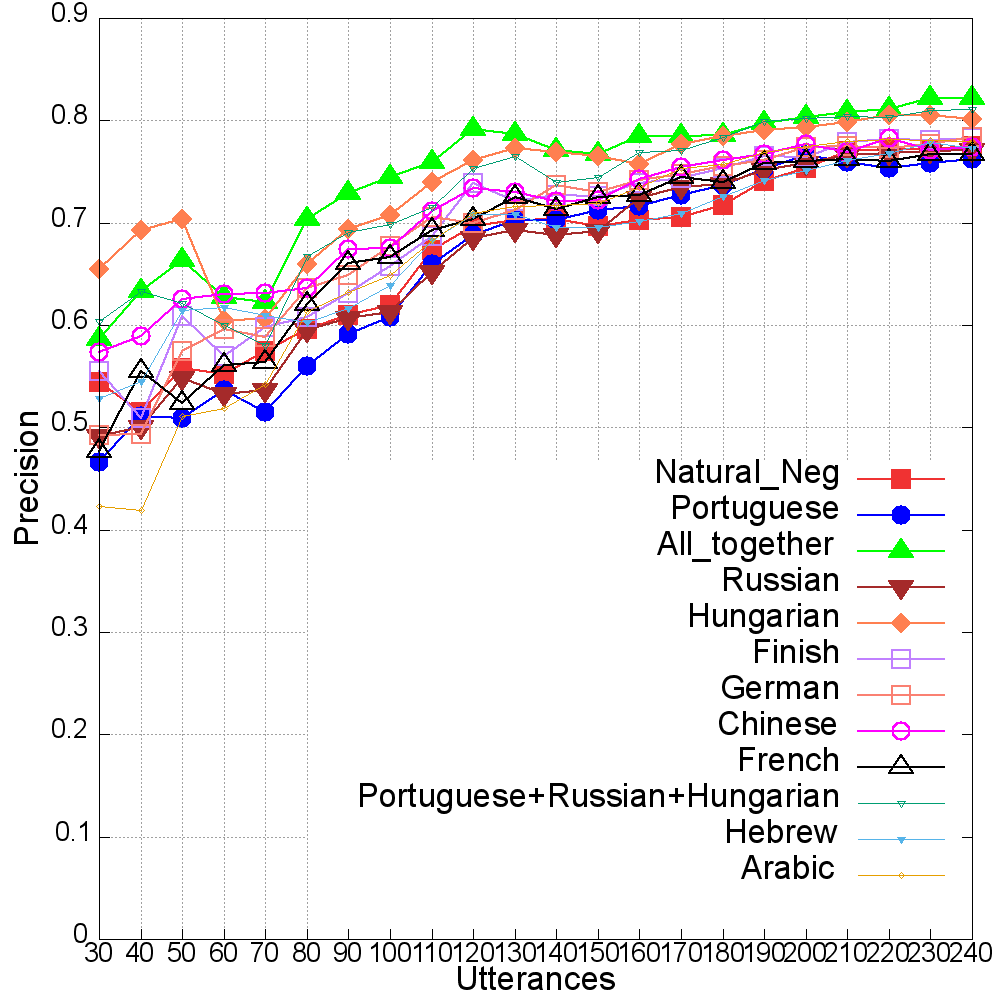 0.9
0.8
0.7
0.6
0.5
0.4
0.3
0.2
0.1
0
Precision
Natural_Neg
Portuguese
All_together
Russian
Hungarian
Finish
German
Chinese
French
Portuguese+Russian+Hungarian
Hebrew
Arabic
30 40 50 60 70 80 90 100 110 120 130 140 150 160 170 180 190 200 210 220 230 240
Utterances